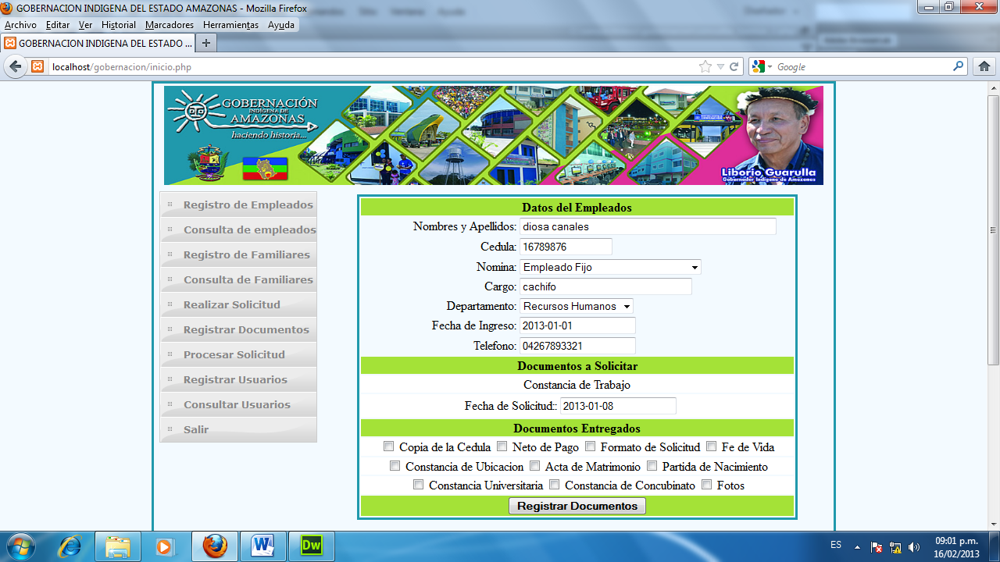 GOBERNACION INDIGENA DEL ESTADO AMAZONAS - Mozilla Firefox
Archivo Editar Ver Historial Marcadores Herramientas Ayuda
GOBERNACION INDIGENA DEL ESTADO ...
localhost/gobernacion/inicio.php
Google
GOBERNACIÓN
INDÍGENA DE
AMAZONAS
haciendo historia...
Liborio Guarulla
Gobernador Indígena de Amazonas
Registro de Empleados
Consulta de empleados
Registro de Familiares
Consulta de Familiares
Realizar Solicitud
Registrar Documentos
Procesar Solicitud
Registrar Usuarios
Consultar Usuarios
Salir
Datos del Empleados
Nombres y Apellidos: diosa canales
Cedula: 16789876
Nomina: Empleado Fijo
Cargo: cachifo
Departamento: Recursos Humanos
Fecha de Ingreso: 2013-01-01
Telefono: 04267893321
Documentos a Solicitar
Constancia de Trabajo
Fecha de Solicitud:: 2013-01-08
Documentos Entregados
Copia de la Cedula Neto de Pago Formato de Solicitud Fe de Vida
Constancia de Ubicacion Acta de Matrimonio Partida de Nacimiento
Constancia Universitaria Constancia de Concubinato Fotos
Registrar Documentos
W Dw ES 09:01 p.m.
16/02/2013